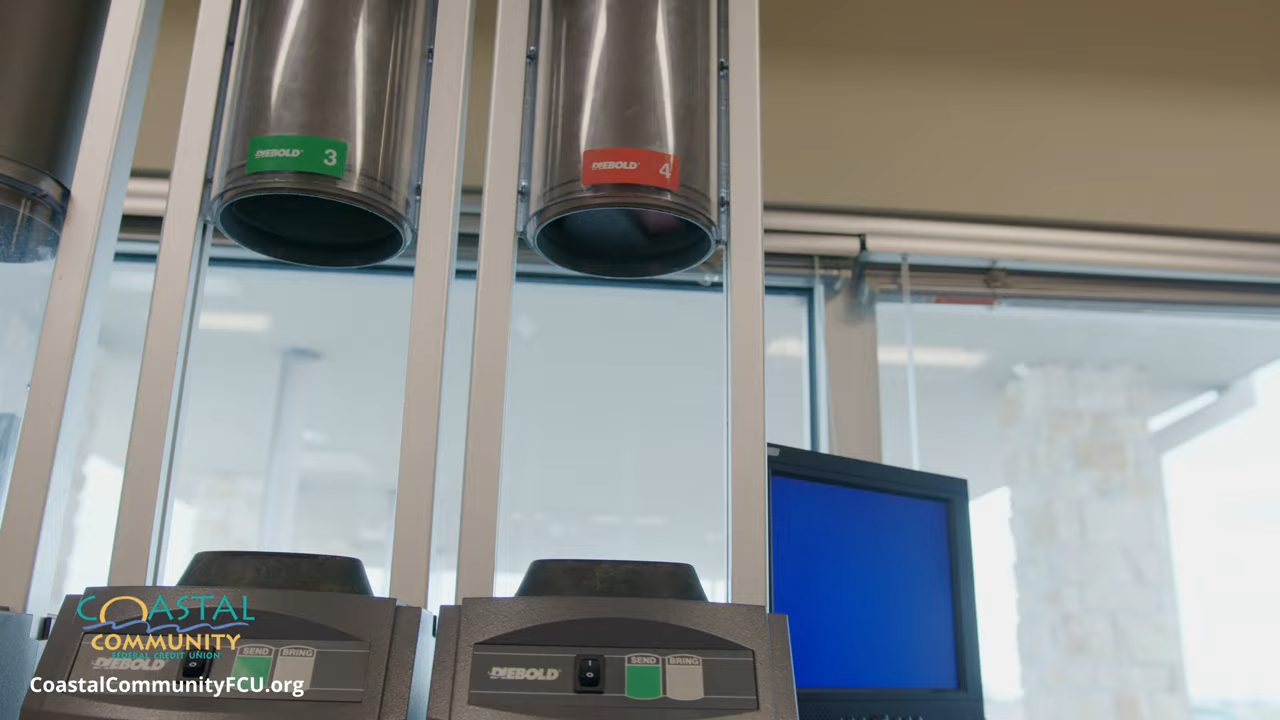 DIEBOLD 3
DIEBOLD 4
COASTAL
COMMUNITY
FEDERAL CREDIT UNION
DIEBOLD SEND BRING
DIEBOLD SEND BRING
CoastalCommunityFCU.org